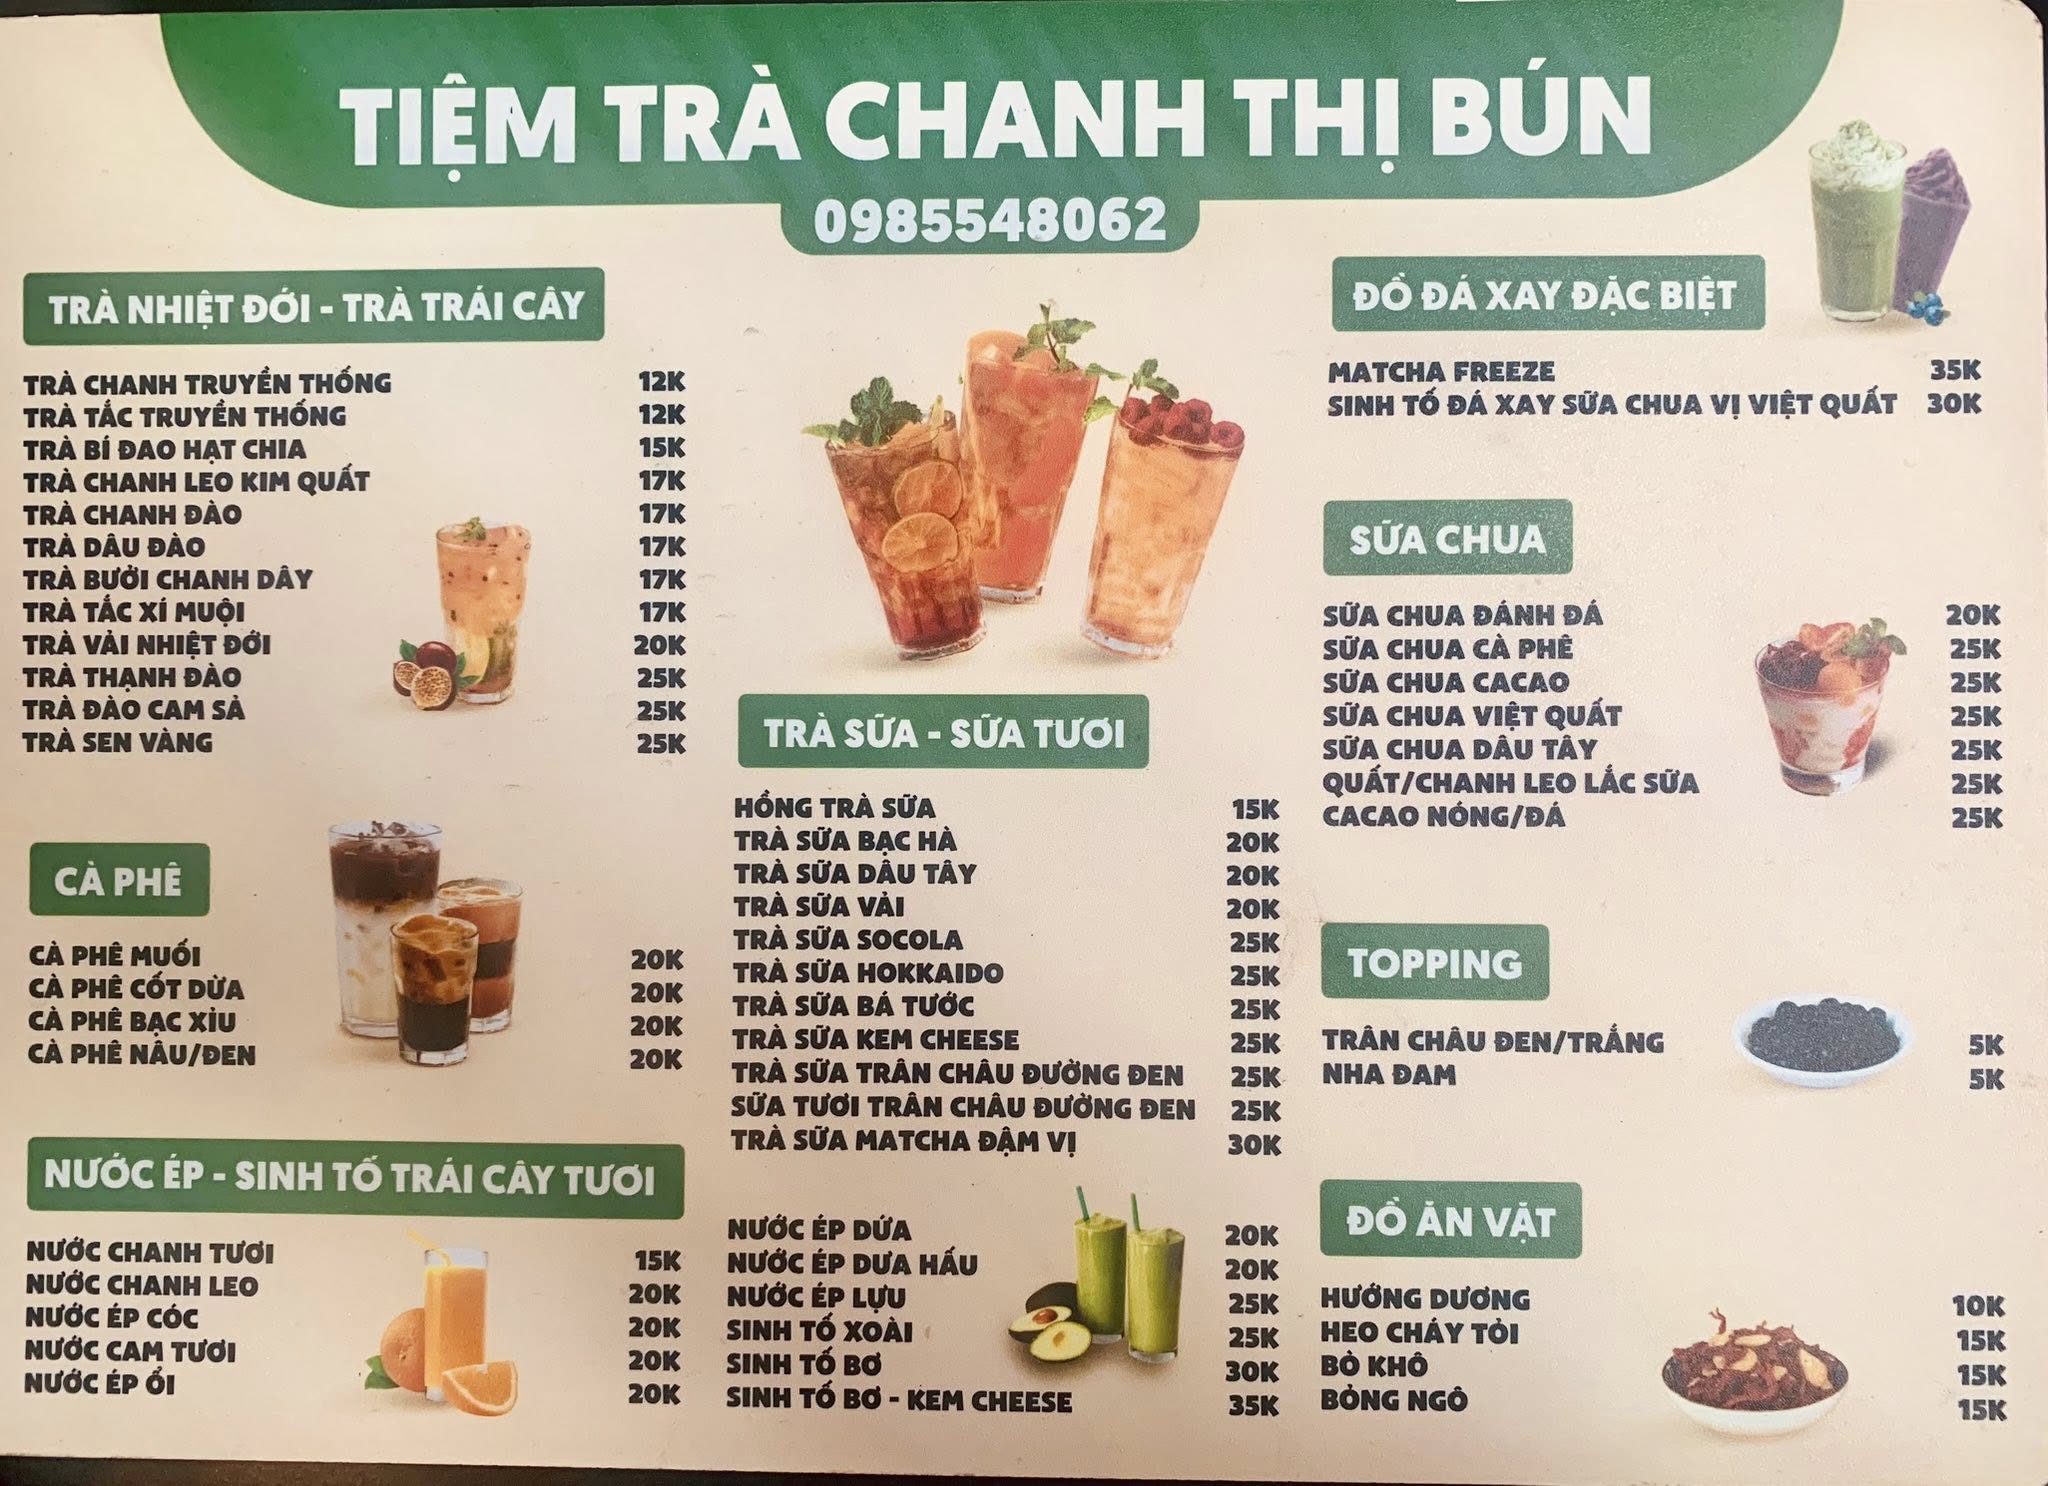 TIỆM TRÀ CHANH THỊ BÚN
0985548062
TRÀ NHIỆT ĐỚI - TRÀ TRÁI CÂY
TRÀ CHANH TRUYỀN THỐNG 12K
TRÀ TẮC TRUYỀN THỐNG 12K
TRÀ BÍ ĐAO HẠT CHIA 15K
TRÀ CHANH LEO KIM QUẤT 17K
TRÀ CHANH ĐÀO 17K
TRÀ DÂU ĐÀO 17K
TRÀ BƯỞI CHANH DÂY 17K
TRÀ TẮC XÍ MUỘI 17K
TRÀ VẢI NHIỆT ĐỚI 20K
TRÀ THẠNH ĐÀO 25K
TRÀ ĐÀO CAM SẢ 25K
TRÀ SEN VÀNG 25K
CÀ PHÊ
CÀ PHÊ MUỐI 20K
CÀ PHÊ CỐT DỪA 20K
CÀ PHÊ BẠC XỈU 20K
CÀ PHÊ NÂU/ĐEN 20K
NƯỚC ÉP - SINH TỐ TRÁI CÂY TƯƠI
NƯỚC CHANH TƯƠI 15K
NƯỚC CHANH LEO 20K
NƯỚC ÉP CÓC 20K
NƯỚC CAM TƯƠI 20K
NƯỚC ÉP ỔI 20K
TRÀ SỮA - SỮA TƯƠI
HỒNG TRÀ SỮA 15K
TRÀ SỮA BẠC HÀ 20K
TRÀ SỮA DÂU TÂY 20K
TRÀ SỮA VẢI 20K
TRÀ SỮA SOCOLA 25K
TRÀ SỮA HOKKAIDO 25K
TRÀ SỮA BÁ TƯỚC 25K
TRÀ SỮA KEM CHEESE 25K
TRÀ SỮA TRÂN CHÂU ĐƯỜNG ĐEN 25K
SỮA TƯƠI TRÂN CHÂU ĐƯỜNG ĐEN 25K
TRÀ SỮA MATCHA ĐẬM VỊ 30K
NƯỚC ÉP DỨA 20K
NƯỚC ÉP DƯA HẤU 20K
NƯỚC ÉP LỰU 25K
SINH TỐ XOÀI 25K
SINH TỐ BƠ 30K
SINH TỐ BƠ - KEM CHEESE 35K
ĐỒ ĐÁ XAY ĐẶC BIỆT
MATCHA FREEZE 35K
SINH TỐ ĐÁ XAY SỮA CHUA VỊ VIỆT QUẤT 30K
SỮA CHUA
SỮA CHUA ĐÁNH ĐÁ 20K
SỮA CHUA CÀ PHÊ 25K
SỮA CHUA CACAO 25K
SỮA CHUA VIỆT QUẤT 25K
SỮA CHUA DÂU TÂY 25K
QUẤT/CHANH LEO LẮC SỮA 25K
CACAO NÓNG/ĐÁ 25K
TOPPING
TRÂN CHÂU ĐEN/TRẮNG 5K
NHA ĐAM 5K
ĐỒ ĂN VẶT
HƯỚNG DƯƠNG 10K
HEO CHÁY TỎI 15K
BÒ KHÔ 15K
BỎNG NGÔ 15K